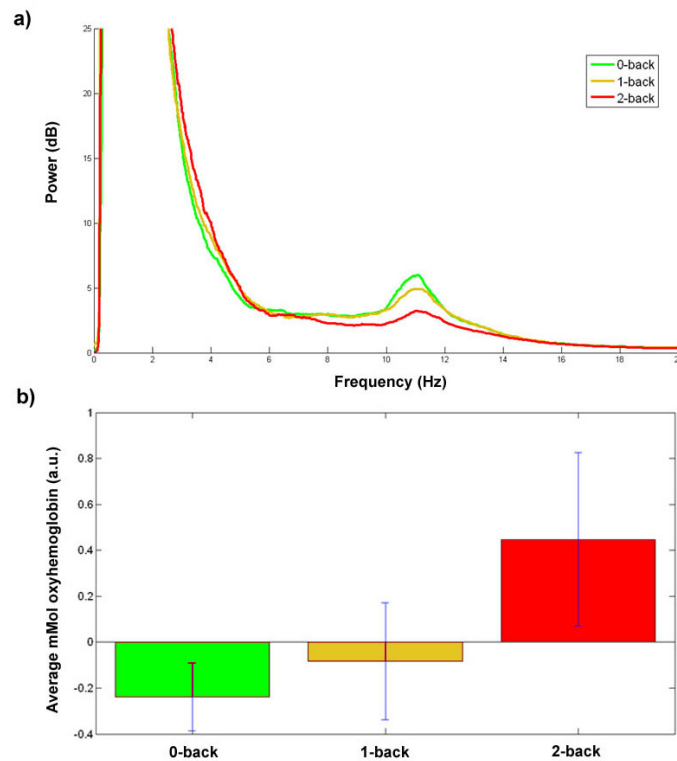 a)
25
20
15
10
5
0
Power (dB)
0-back
1-back
2-back
0 2 4 6 8 10 12 14 16 18 20
Frequency (Hz)
b)
1
0.8
0.6
0.4
0.2
0
-0.2
-0.4
Average mMol oxyhemoglobin (a.u.)
0-back 1-back 2-back